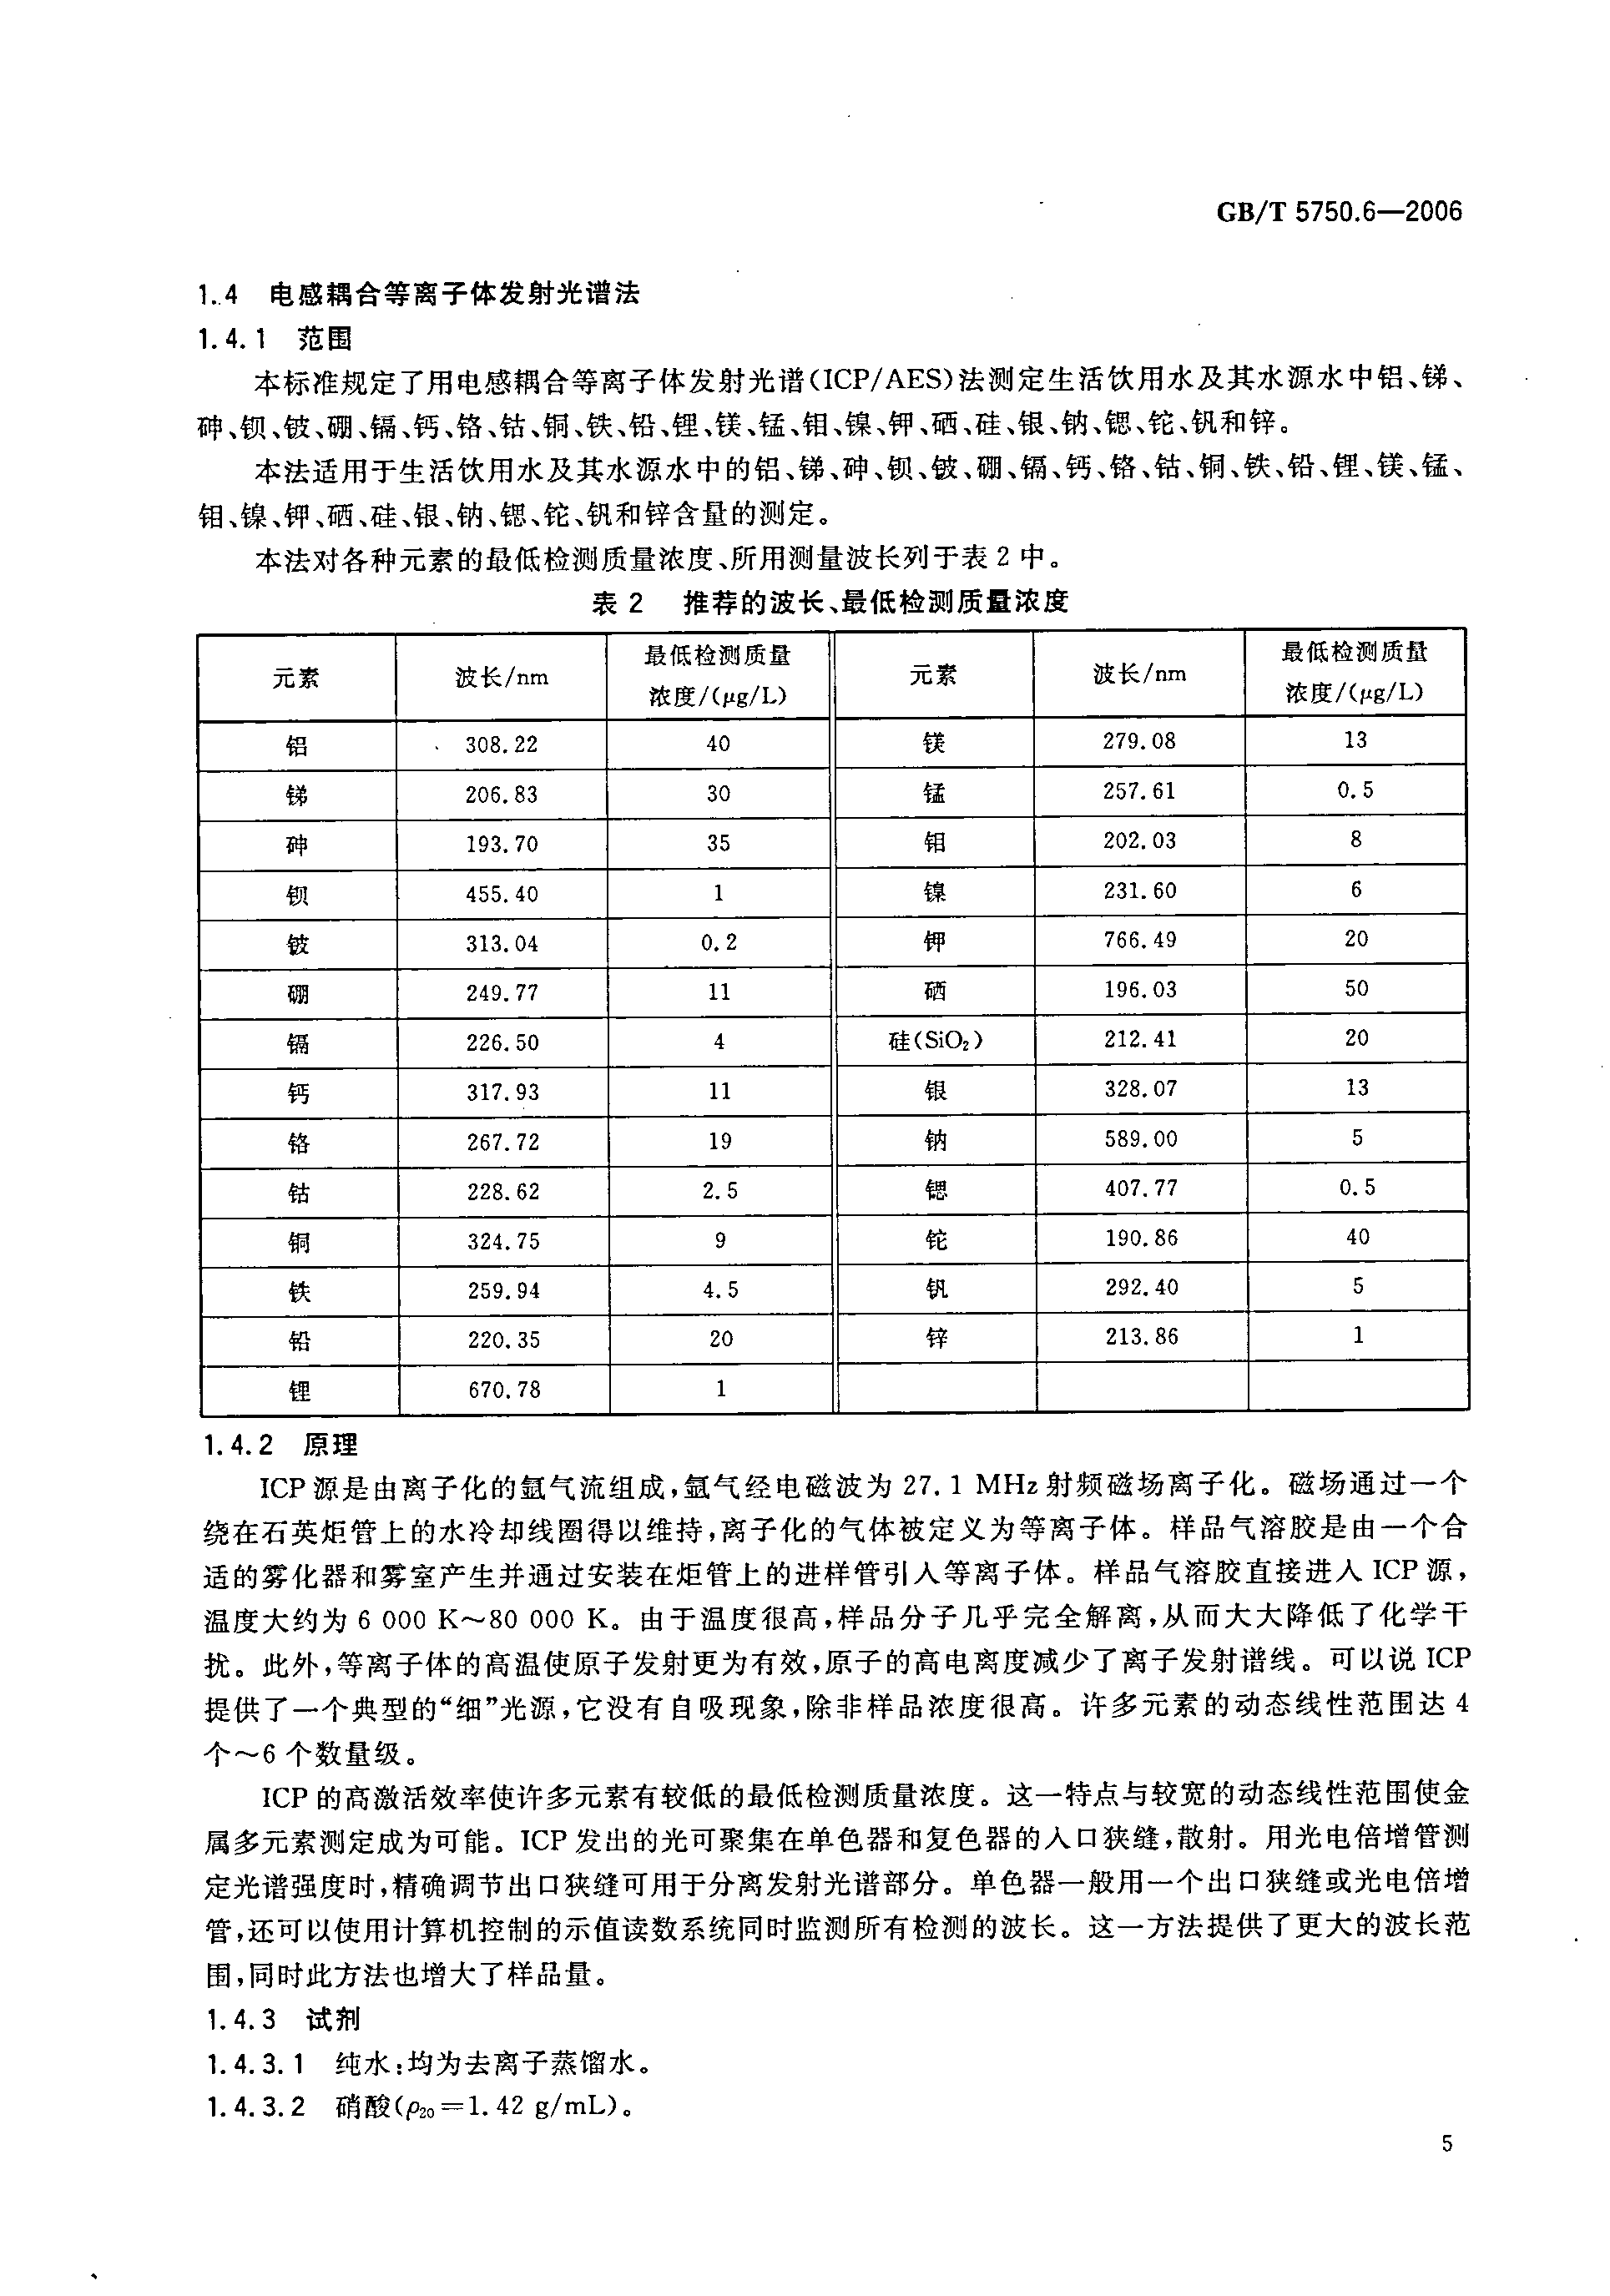 GB/T 5750.6—2006
1.4 电感耦合等离子体发射光谱法
1.4.1 范围
本标准规定了用电感耦合等离子体发射光谱(ICP/AES)法测定生活饮用水及其水源水中铝、锑、
砷、钡、铍、硼、镉、钙、铬、钴、铜、铁、铅、锂、镁、锰、钼、镍、钾、硒、硅、银、钠、锶、铊、钒和锌。
本法适用于生活饮用水及其水源水中的铝、锑、砷、钡、铍、硼、镉、钙、铬、钴、铜、铁、铅、锂、镁、锰、
钼、镍、钾、硒、硅、银、钠、锶、铊、钒和锌含量的测定。
本法对各种元素的最低检测质量浓度、所用测量波长列于表 2 中。
表 2 推荐的波长、最低检测质量浓度
元素 波长/nm 最低检测质量浓度/(μg/L) 元素 波长/nm 最低检测质量浓度/(μg/L)
铝 308.22 40 镁 279.08 13
锑 206.83 30 锰 257.61 0.5
砷 193.70 35 钼 202.03 8
钡 455.40 1 镍 231.60 6
铍 313.04 0.2 钾 766.49 20
硼 249.77 11 硒 196.03 50
镉 226.50 4 硅(SiO₂) 212.41 20
钙 317.93 11 银 328.07 13
铬 267.72 19 钠 589.00 5
钴 228.62 2.5 锶 407.77 0.5
铜 324.75 9 铊 190.86 40
铁 259.94 4.5 钒 292.40 5
铅 220.35 20 锌 213.86 1
锂 670.78 1
1.4.2 原理
ICP 源是由离子化的氩气流组成,氩气经电磁波为 27.1 MHz 射频磁场离子化。磁场通过一个
绕在石英炬管上的水冷却线圈得以维持,离子化的气体被定义为等离子体。样品气溶胶是由一个合
适的雾化器和雾室产生并通过安装在炬管上的进样管引入等离子体。样品气溶胶直接进入 ICP 源,
温度大约为 6 000 K～80 000 K。由于温度很高,样品分子几乎完全解离,从而大大降低了化学干
扰。此外,等离子体的高温使原子发射更为有效,原子的高电离度减少了离子发射谱线。可以说 ICP
提供了一个典型的“细”光源,它没有自吸现象,除非样品浓度很高。许多元素的动态线性范围达 4
个～6 个数量级。
ICP 的高激活效率使许多元素有较低的最低检测质量浓度。这一特点与较宽的动态线性范围使金
属多元素测定成为可能。ICP 发出的光可聚集在单色器和复色器的入口狭缝,散射。用光电倍增管测
定光谱强度时,精确调节出口狭缝可用于分离发射光谱部分。单色器一般用一个出口狭缝或光电倍增
管,还可以使用计算机控制的示值读数系统同时监测所有检测的波长。这一方法提供了更大的波长范
围,同时此方法也增大了样品量。
1.4.3 试剂
1.4.3.1 纯水:均为去离子蒸馏水。
1.4.3.2 硝酸(ρ₂₀=1.42 g/mL)。
5